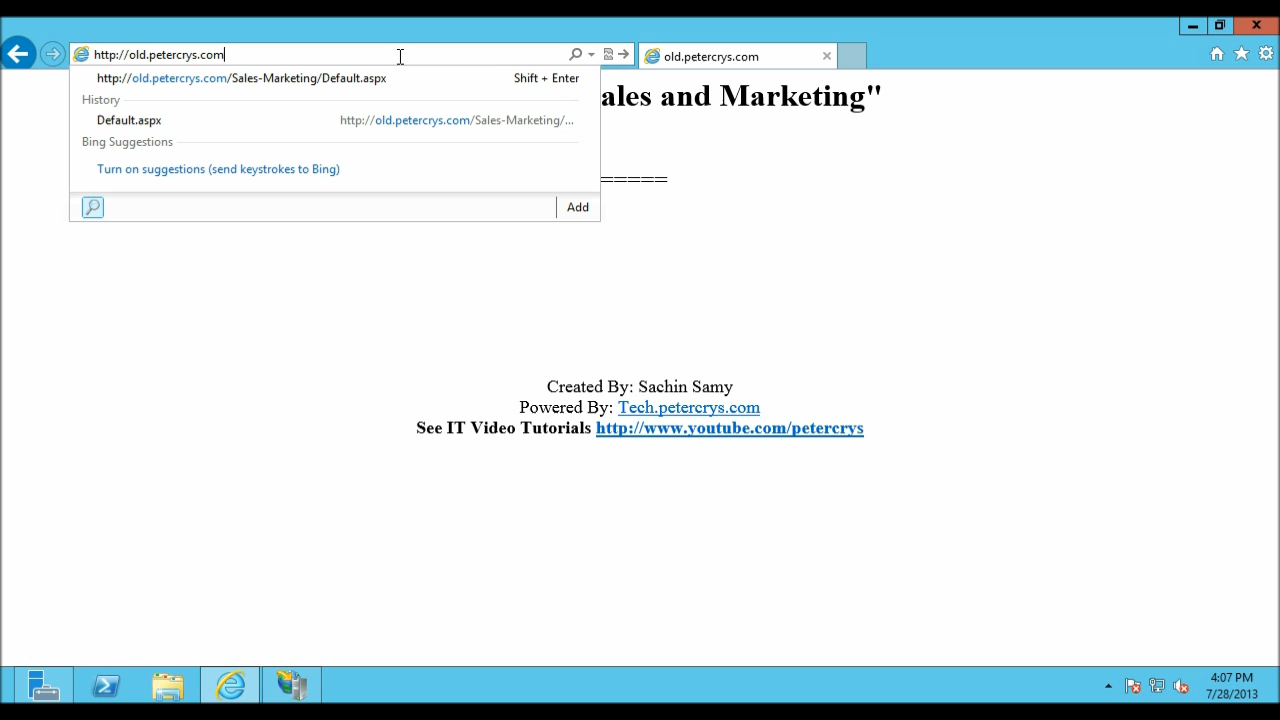 http://old.petercrys.com
old.petercrys.com
http://old.petercrys.com/Sales-Marketing/Default.aspx Shift + Enter
ales and Marketing"
History
Default.aspx http://old.petercrys.com/Sales-Marketing/...
Bing Suggestions
Turn on suggestions (send keystrokes to Bing)
=====
Add
Created By: Sachin Samy
Powered By: Tech.petercrys.com
See IT Video Tutorials http://www.youtube.com/petercrys
4:07 PM
7/28/2013